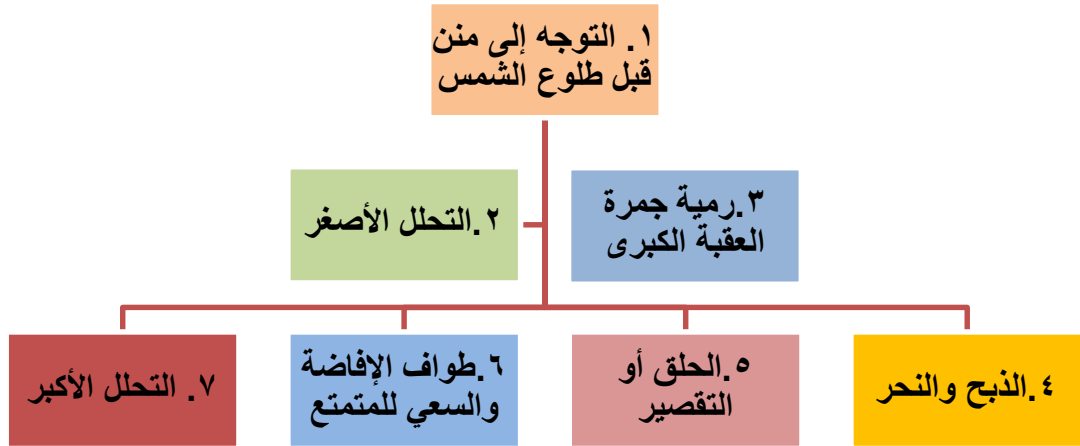 ١. التوجه إلى منن
قبل طلوع الشمس
٣.رمية جمرة
العقبة الكبرى
٢.التحلل الأصغر
٤.الذبح والنحر
٥.الحلق أو
التقصير
٦.طواف الإفاضة
والسعي للمتمتع
٧. التحلل الأكبر